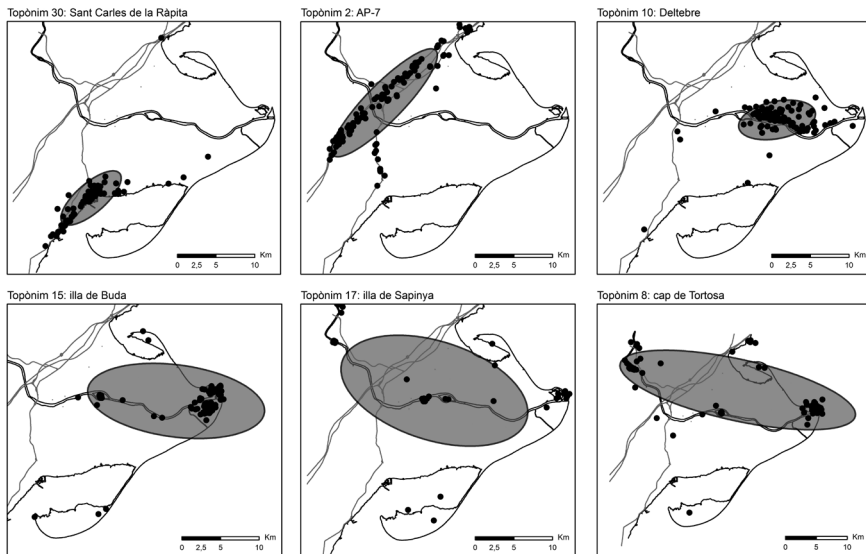 Topònim 30: Sant Carles de la Ràpita
Topònim 2: AP-7
Topònim 10: Deltebre
Km
0 2,5 5 10
Km
0 2,5 5 10
Km
0 2,5 5 10
Topònim 15: illa de Buda
Topònim 17: illa de Sapinya
Topònim 8: cap de Tortosa
Km
0 2,5 5 10
Km
0 2,5 5 10
Km
0 5 10